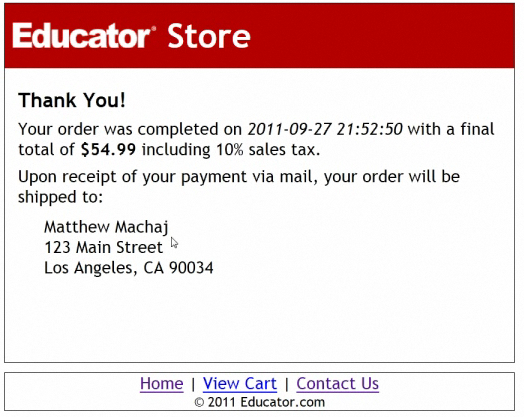 Educator® Store
Thank You!
Your order was completed on 2011-09-27 21:52:50 with a final
total of $54.99 including 10% sales tax.
Upon receipt of your payment via mail, your order will be
shipped to:
Matthew Machaj
123 Main Street
Los Angeles, CA 90034
Home | View Cart | Contact Us
© 2011 Educator.com